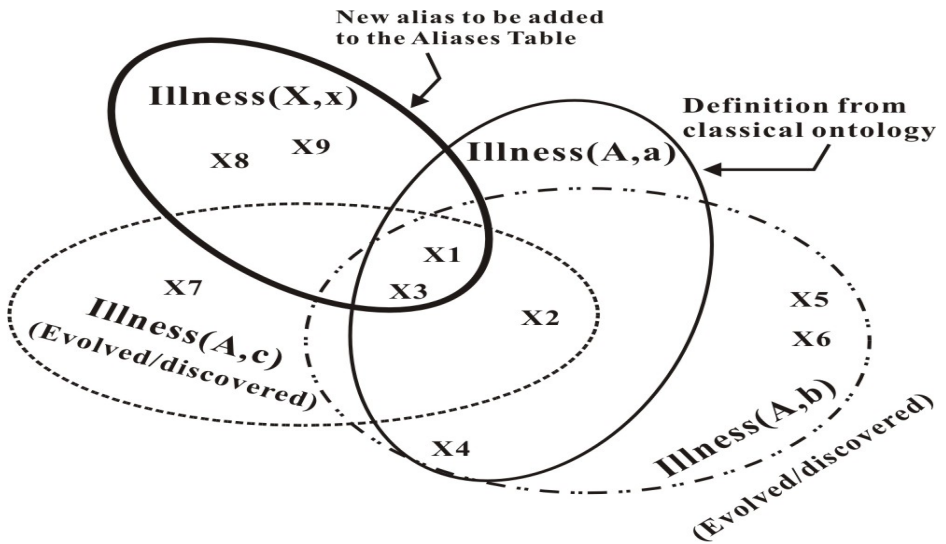 New alias to be added
to the Aliases Table
Illness(X,x)
Definition from
classical ontology
Illness(A,a)
X9
X8
X1
X7
X3
X5
X2
X6
Illness(A,c)
(Evolved/discovered)
X4
Illness(A,b)
(Evolved/discovered)